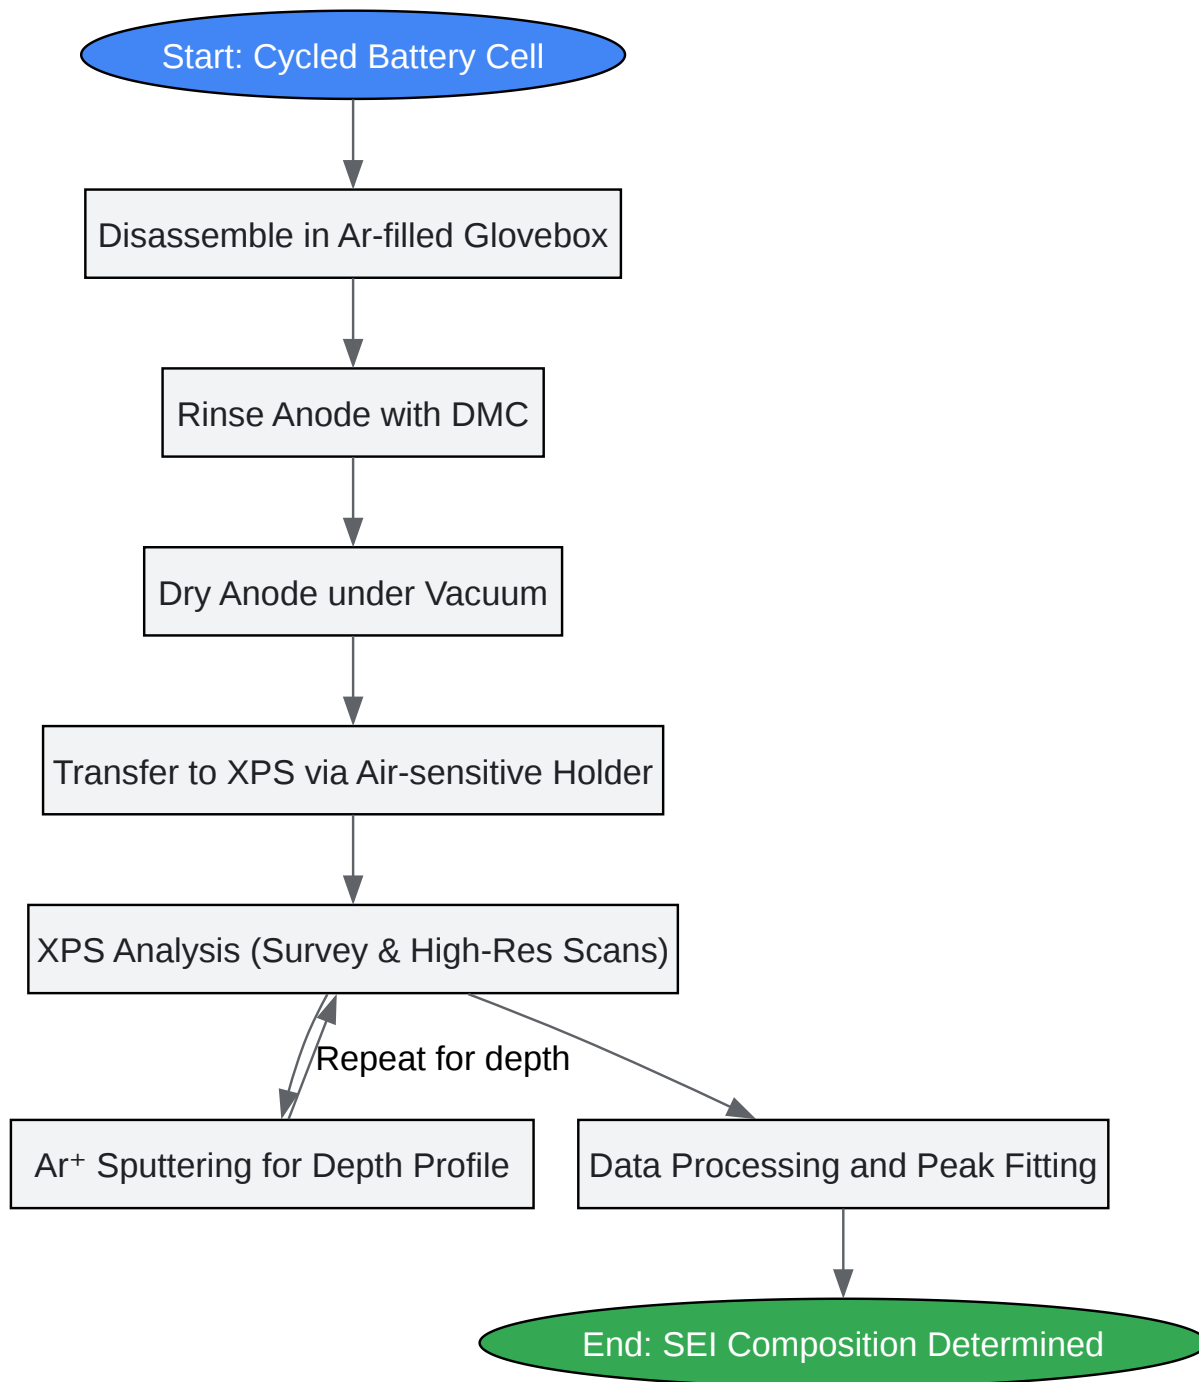 Start: Cycled Battery Cell
Disassemble in Ar-filled Glovebox
Rinse Anode with DMC
Dry Anode under Vacuum
Transfer to XPS via Air-sensitive Holder
XPS Analysis (Survey & High-Res Scans)
Repeat for depth
Ar⁺ Sputtering for Depth Profile
Data Processing and Peak Fitting
End: SEI Composition Determined